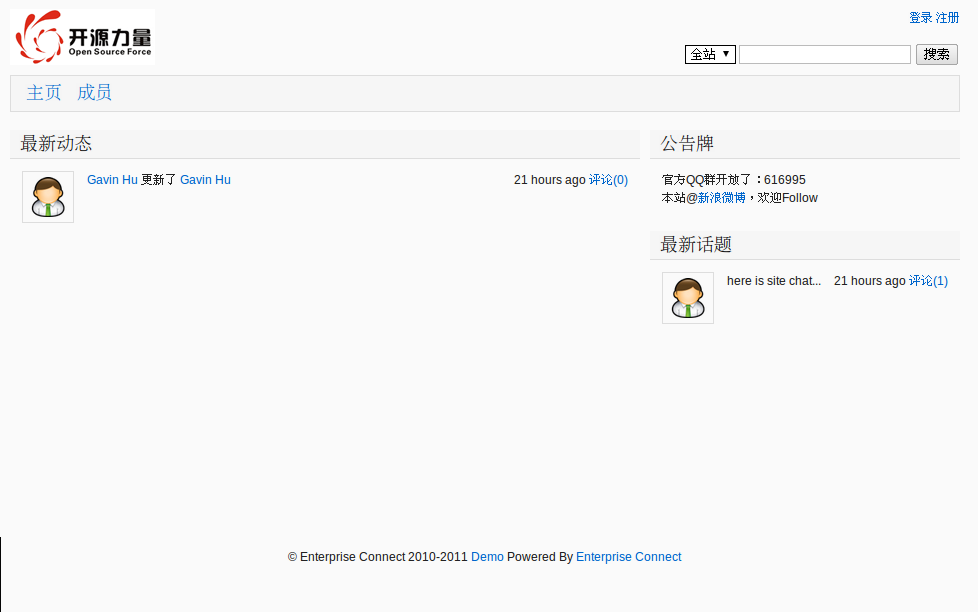 开源力量
Open Source Force
登录 注册
全站 ▼
搜索
主页 成员
最新动态
Gavin Hu 更新了 Gavin Hu
21 hours ago 评论(0)
公告牌
官方QQ群开放了：616995
本站@新浪微博，欢迎Follow
最新话题
here is site chat...
21 hours ago 评论(1)
© Enterprise Connect 2010-2011 Demo Powered By Enterprise Connect